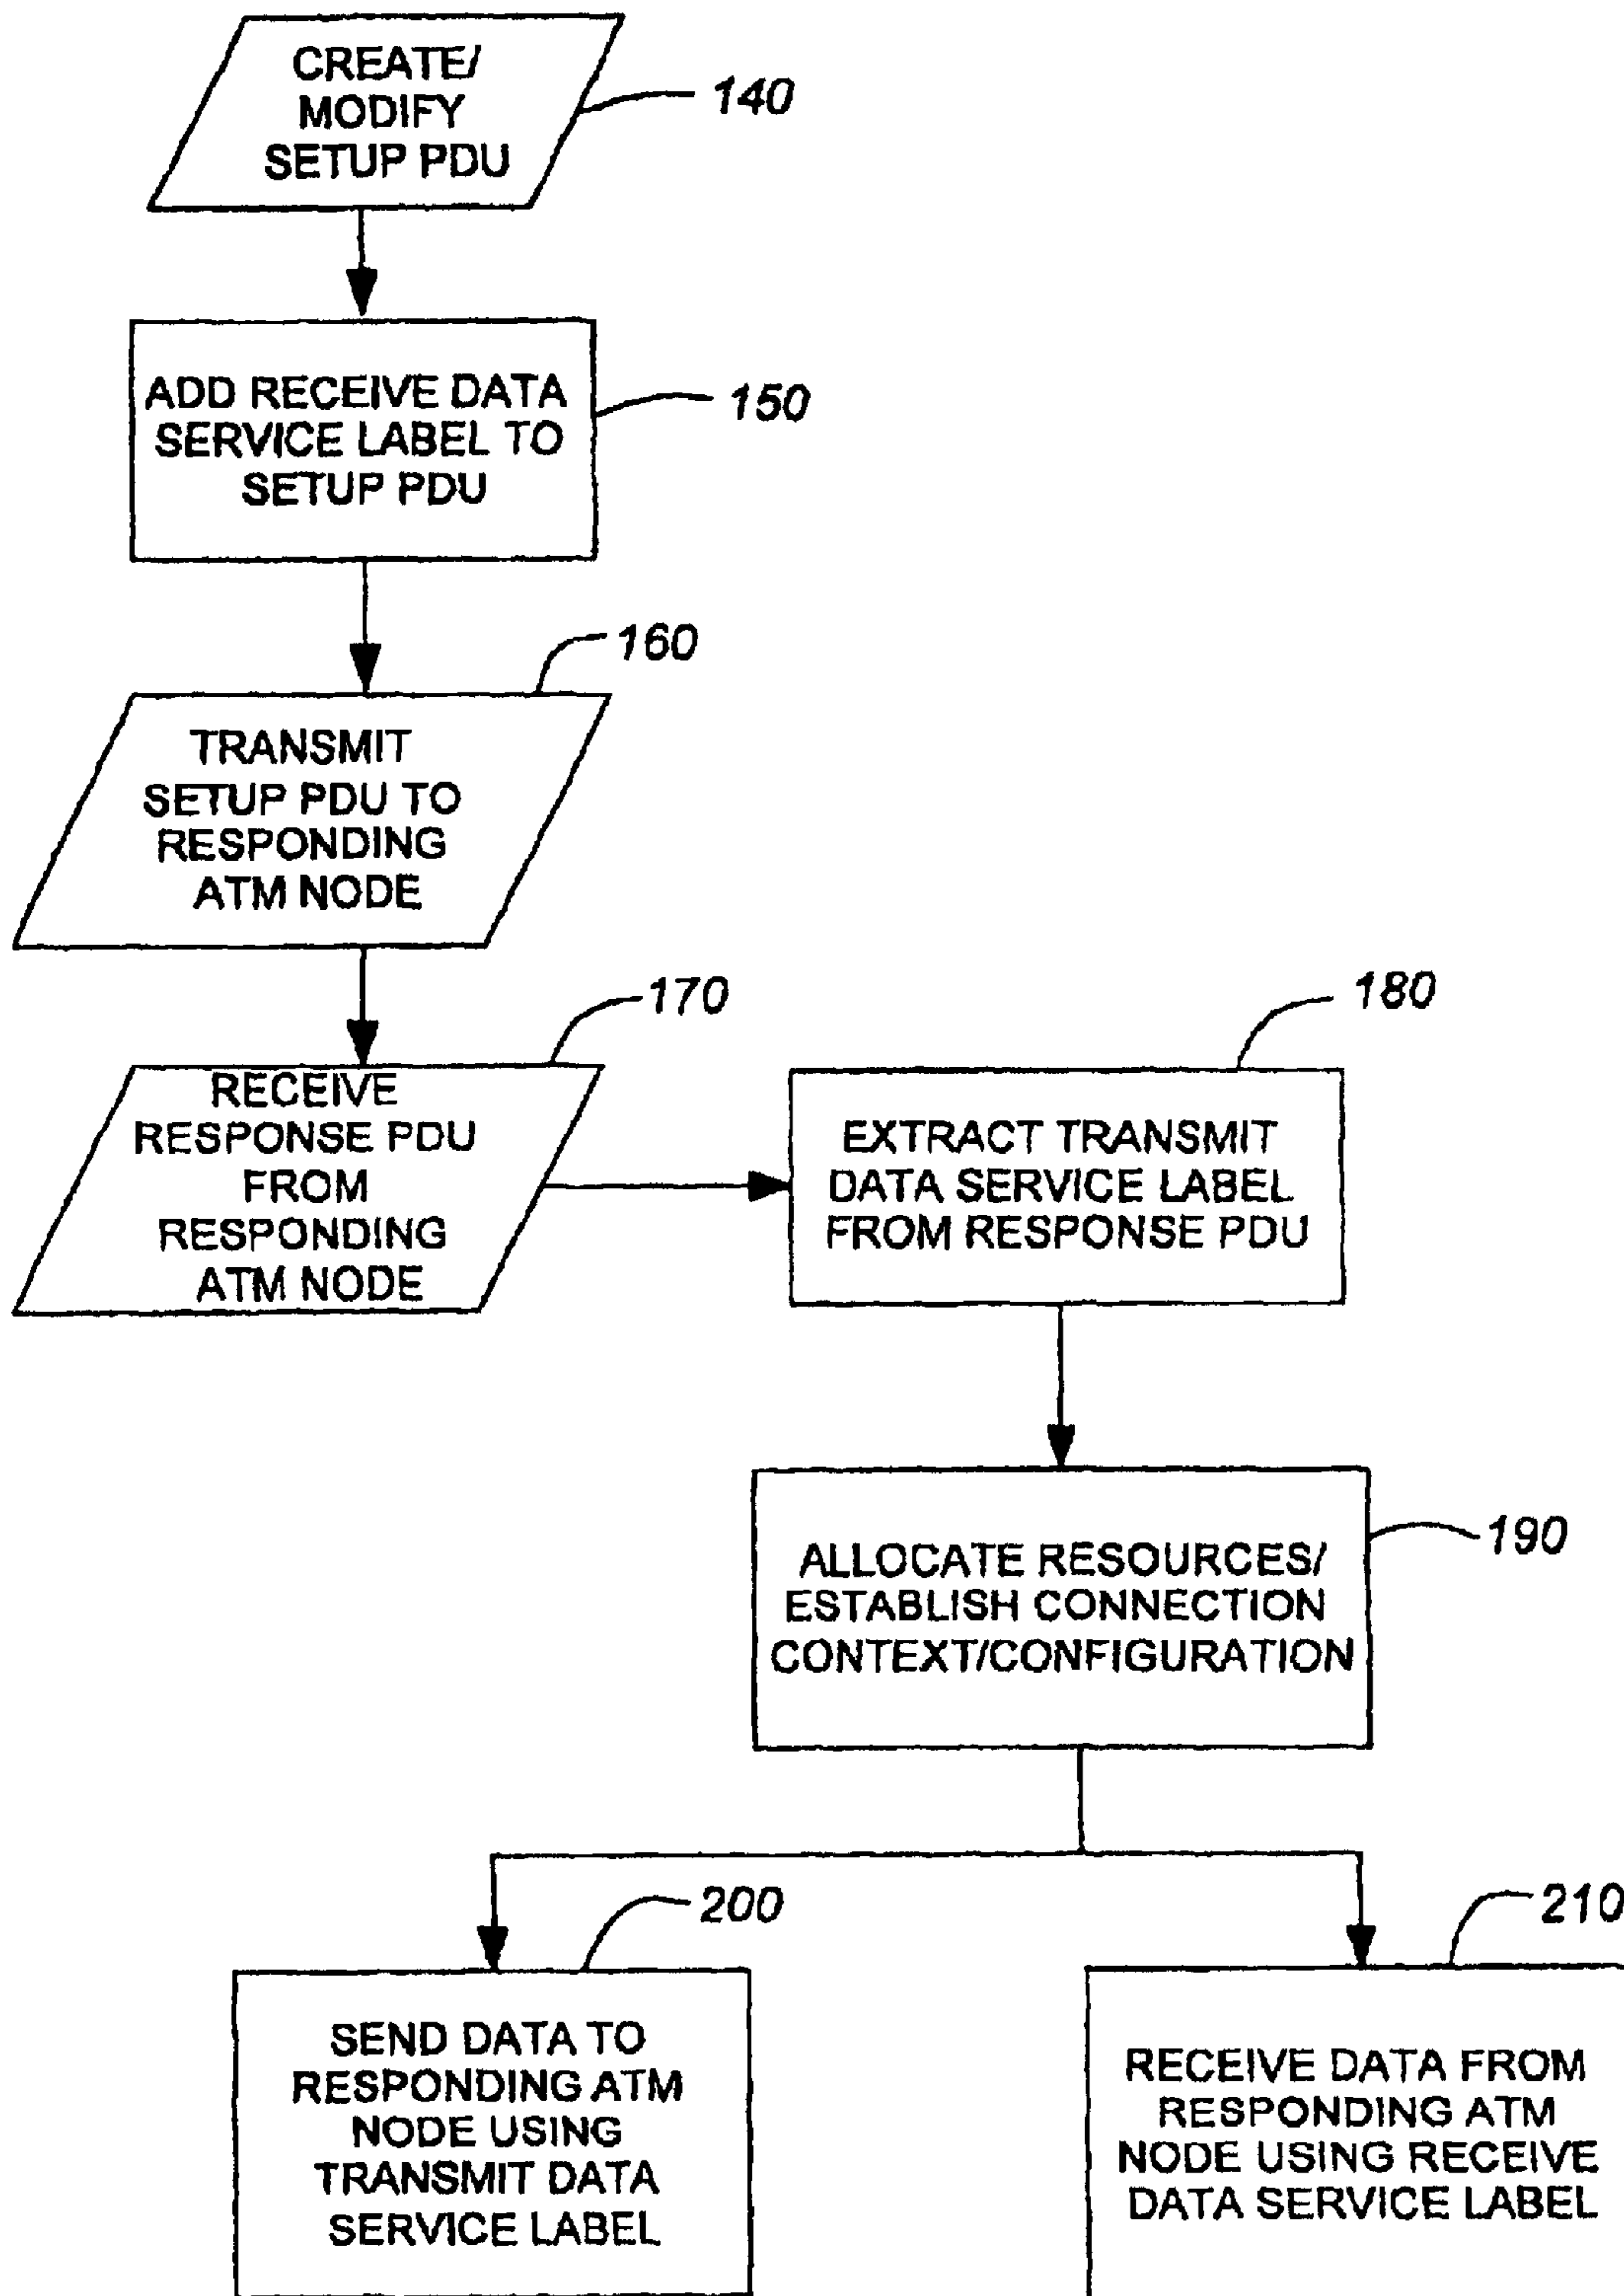 CREATE/
MODIFY
SETUP PDU
140
ADD RECEIVE DATA
SERVICE LABEL TO
SETUP PDU
150
160
TRANSMIT
SETUP PDU TO
RESPONDING
ATM NODE
170
RECEIVE
RESPONSE PDU
FROM
RESPONDING
ATM NODE
180
EXTRACT TRANSMIT
DATA SERVICE LABEL
FROM RESPONSE PDU
190
ALLOCATE RESOURCES/
ESTABLISH CONNECTION
CONTEXT/CONFIGURATION
200
SEND DATA TO
RESPONDING ATM
NODE USING
TRANSMIT DATA
SERVICE LABEL
210
RECEIVE DATA FROM
RESPONDING ATM
NODE USING RECEIVE
DATA SERVICE LABEL